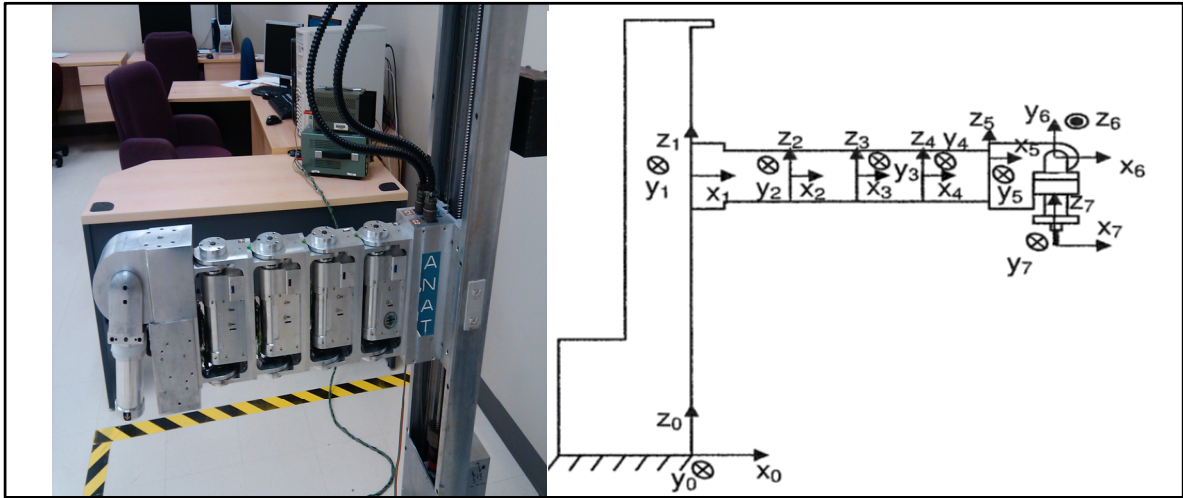 A
N
A
T
z₁
y₁
x₁
z₂
y₂
x₂
z₃
y₃
x₃
z₄
y₄
x₄
z₅
x₅
y₅
y₆
z₆
x₆
z₇
x₇
y₇
z₀
y₀
x₀